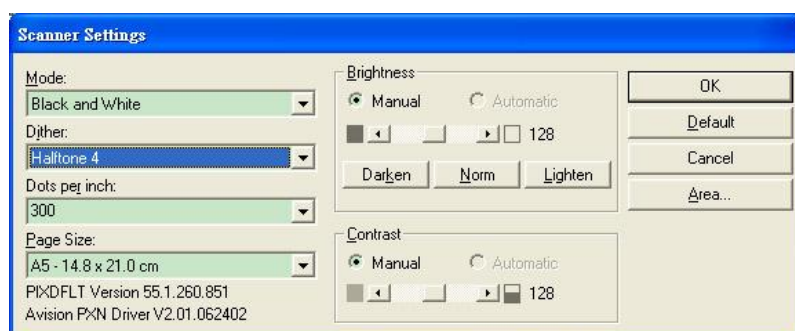 Scanner Settings
Mode:
Black and White
Dither:
Halftone 4
Dots per inch:
300
Page Size:
A5 - 14.8 x 21.0 cm
PIXDFLT Version 55.1.260.851
Avision PXN Driver V2.01.062402
Brightness
Manual Automatic
128
Darken Norm Lighten
Contrast
Manual Automatic
128
OK
Default
Cancel
Area...